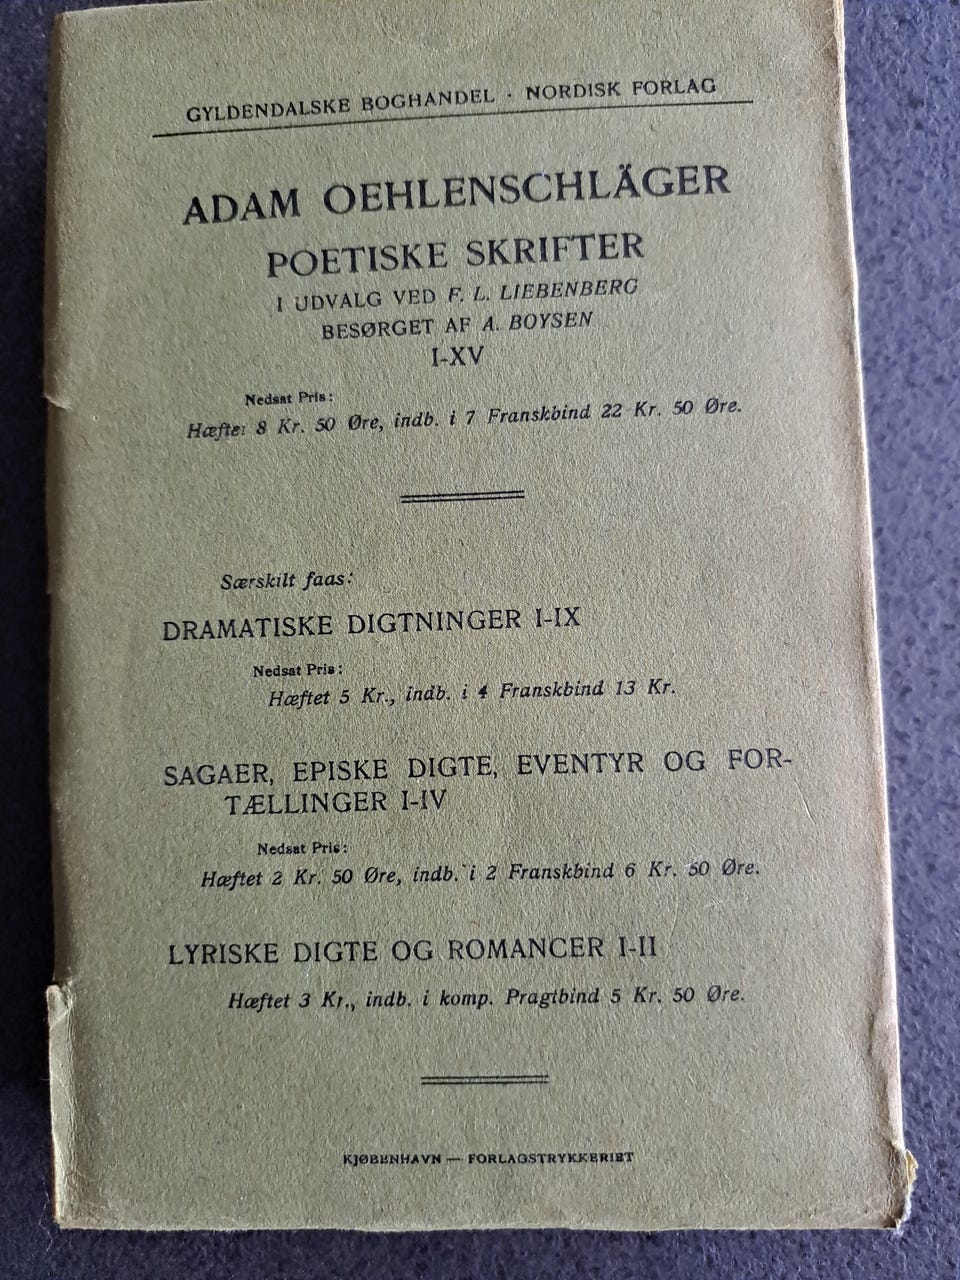 GYLDENDALSKE BOGHANDEL · NORDISK FORLAG
ADAM OEHLENSCHLÄGER
POETISKE SKRIFTER
I UDVALG VED F. L. LIEBENBERG
BESØRGET AF A. BOYSEN
I-XV
Nedsat Pris:
Hæftet 8 Kr. 50 Øre, indb. i 7 Franskbind 22 Kr. 50 Øre.
Særskilt faas:
DRAMATISKE DIGTNINGER I-IX
Nedsat Pris:
Hæftet 5 Kr., indb. i 4 Franskbind 13 Kr.
SAGAER, EPISKE DIGTE, EVENTYR OG FOR-
TÆLLINGER I-IV
Nedsat Pris:
Hæftet 2 Kr. 50 Øre, indb. i 2 Franskbind 6 Kr. 50 Øre.
LYRISKE DIGTE OG ROMANCER I-II
Hæftet 3 Kr., indb. i komp. Pragtbind 5 Kr. 50 Øre.
KJØBENHAVN — FORLAGSTRYKKERIET